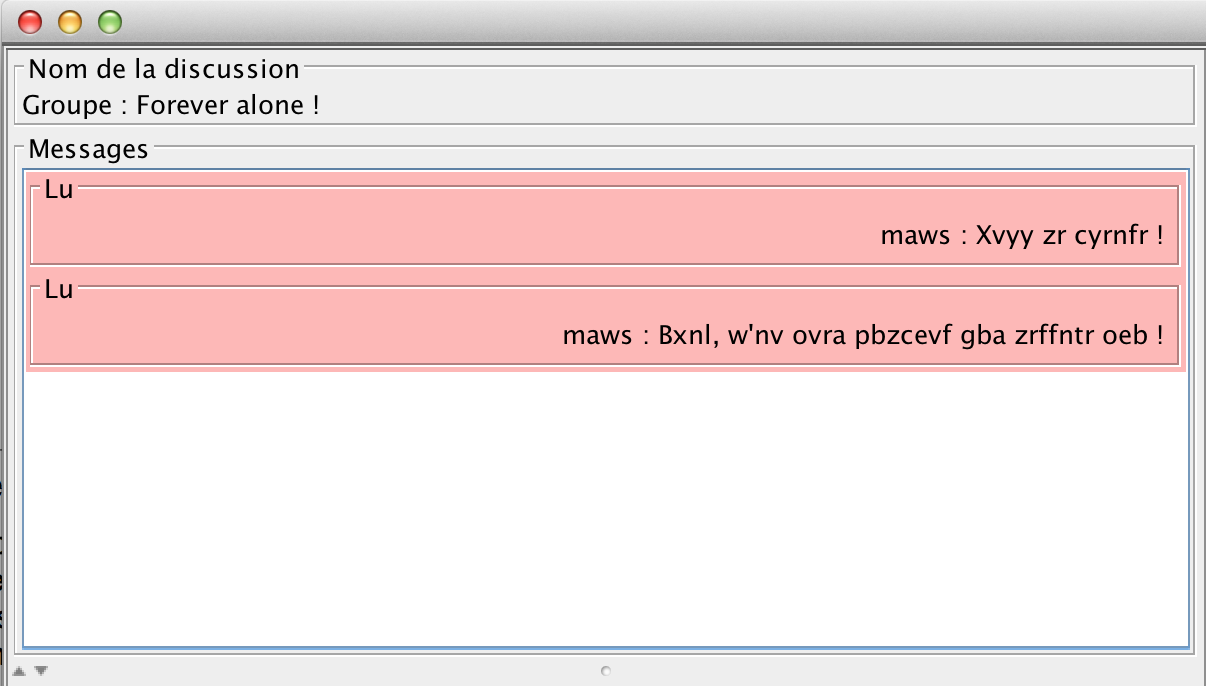 Nom de la discussion
Groupe : Forever alone !
Messages
Lu
maws : Xvyy zr cyrnfr !
Lu
maws : Bxnl, w'nv ovra pbzcevf gba zrffntr oeb !